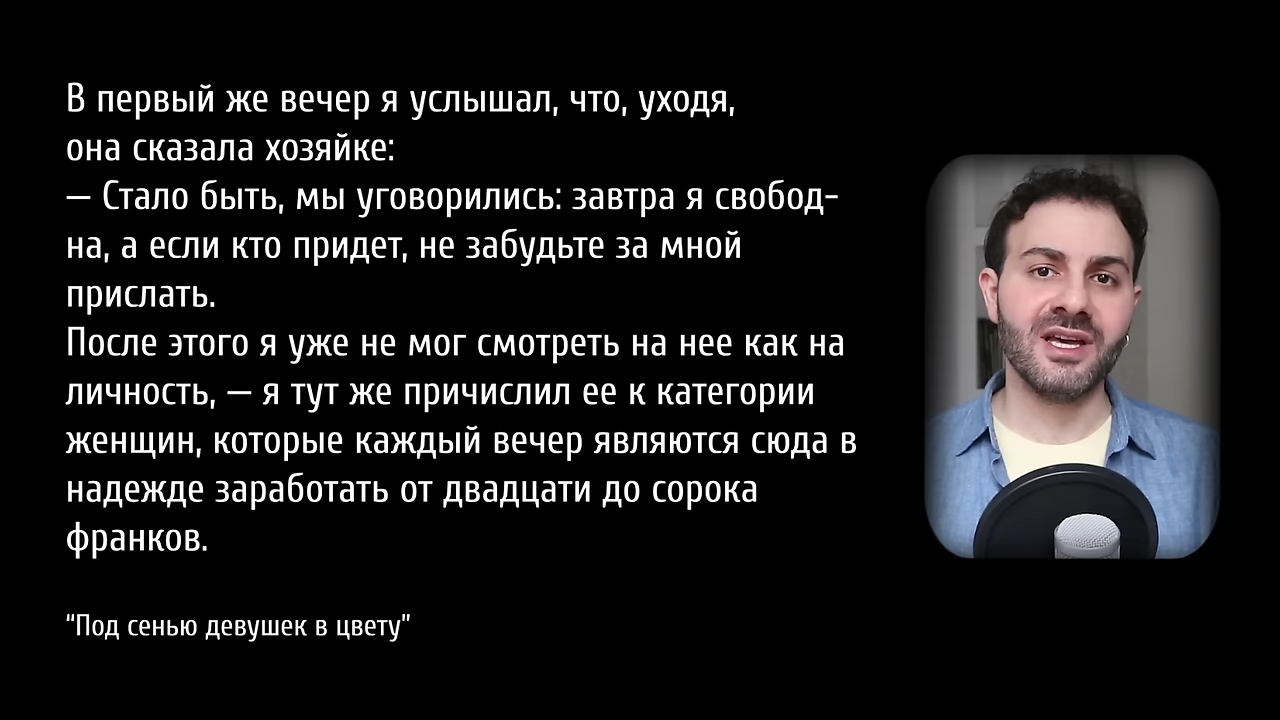 В первый же вечер я услышал, что, уходя,
она сказала хозяйке:
— Стало быть, мы уговорились: завтра я свобод-
на, а если кто придет, не забудьте за мной
прислать.
После этого я уже не мог смотреть на нее как на
личность, — я тут же причислил ее к категории
женщин, которые каждый вечер являются сюда в
надежде заработать от двадцати до сорока
франков.
“Под сенью девушек в цвету”